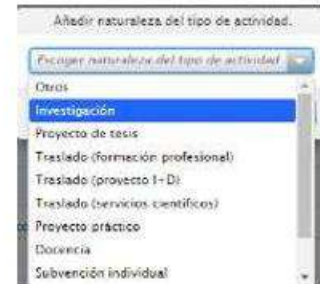 Añadir naturaleza del tipo de actividad.
Escoger naturaleza del tipo de actividad
Otros
Investigación
Proyecto de tesis
Traslado (formación profesional)
Traslado (proyecto I+D)
Traslado (servicios científicos)
Proyecto práctico
Docencia
Subvención individual